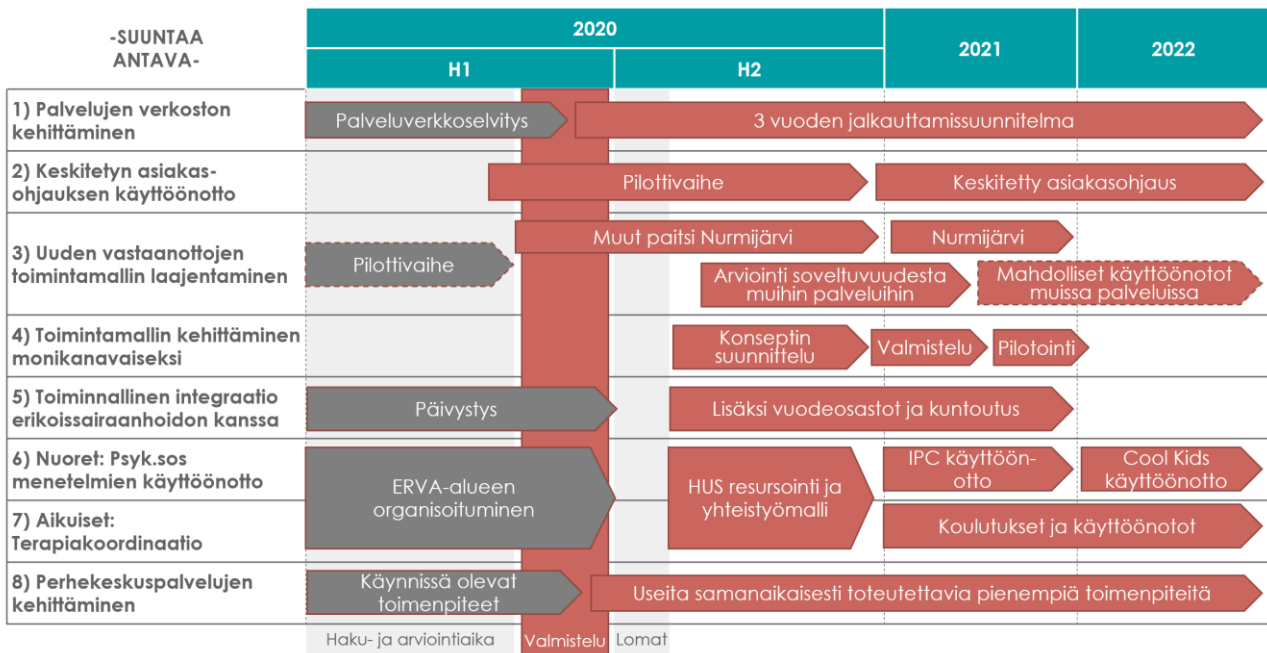 -SUUNTAA
ANTAVA-
2020
2021
2022
H1
H2
1) Palvelujen verkoston
kehittäminen
Palveluverkkoselvitys
3 vuoden jalkauttamissuunnitelma
2) Keskitetyn asiakas-
ohjauksen käyttöönotto
Pilottivaihe
Keskitetty asiakasohjaus
3) Uuden vastaanottojen
toimintamallin laajentaminen
Pilottivaihe
Muut paitsi Nurmijärvi
Nurmijärvi
Arviointi soveltuvuudesta
muihin palveluihin
Mahdolliset käyttöönotot
muissa palveluissa
4) Toimintamallin kehittäminen
monikanavaiseksi
Konseptin
suunnittelu
Valmistelu
Pilotointi
5) Toiminnallinen integraatio
erikoissairaanhoidon kanssa
Päivystys
Lisäksi vuodeosastot ja kuntoutus
6) Nuoret: Psyk.sos
menetelmien käyttöönotto
ERVA-alueen
organisoituminen
HUS resursointi ja
yhteistyömalli
IPC käyttöön-
otto
Cool Kids
käyttöönotto
7) Aikuiset:
Terapiakoordinaatio
Koulutukset ja käyttöönotot
8) Perhekeskuspalvelujen
kehittäminen
Käynnissä olevat
toimenpiteet
Useita samanaikaisesti toteutettavia pienempiä toimenpiteitä
Haku- ja arviointiaika
Valmistelu
Lomat